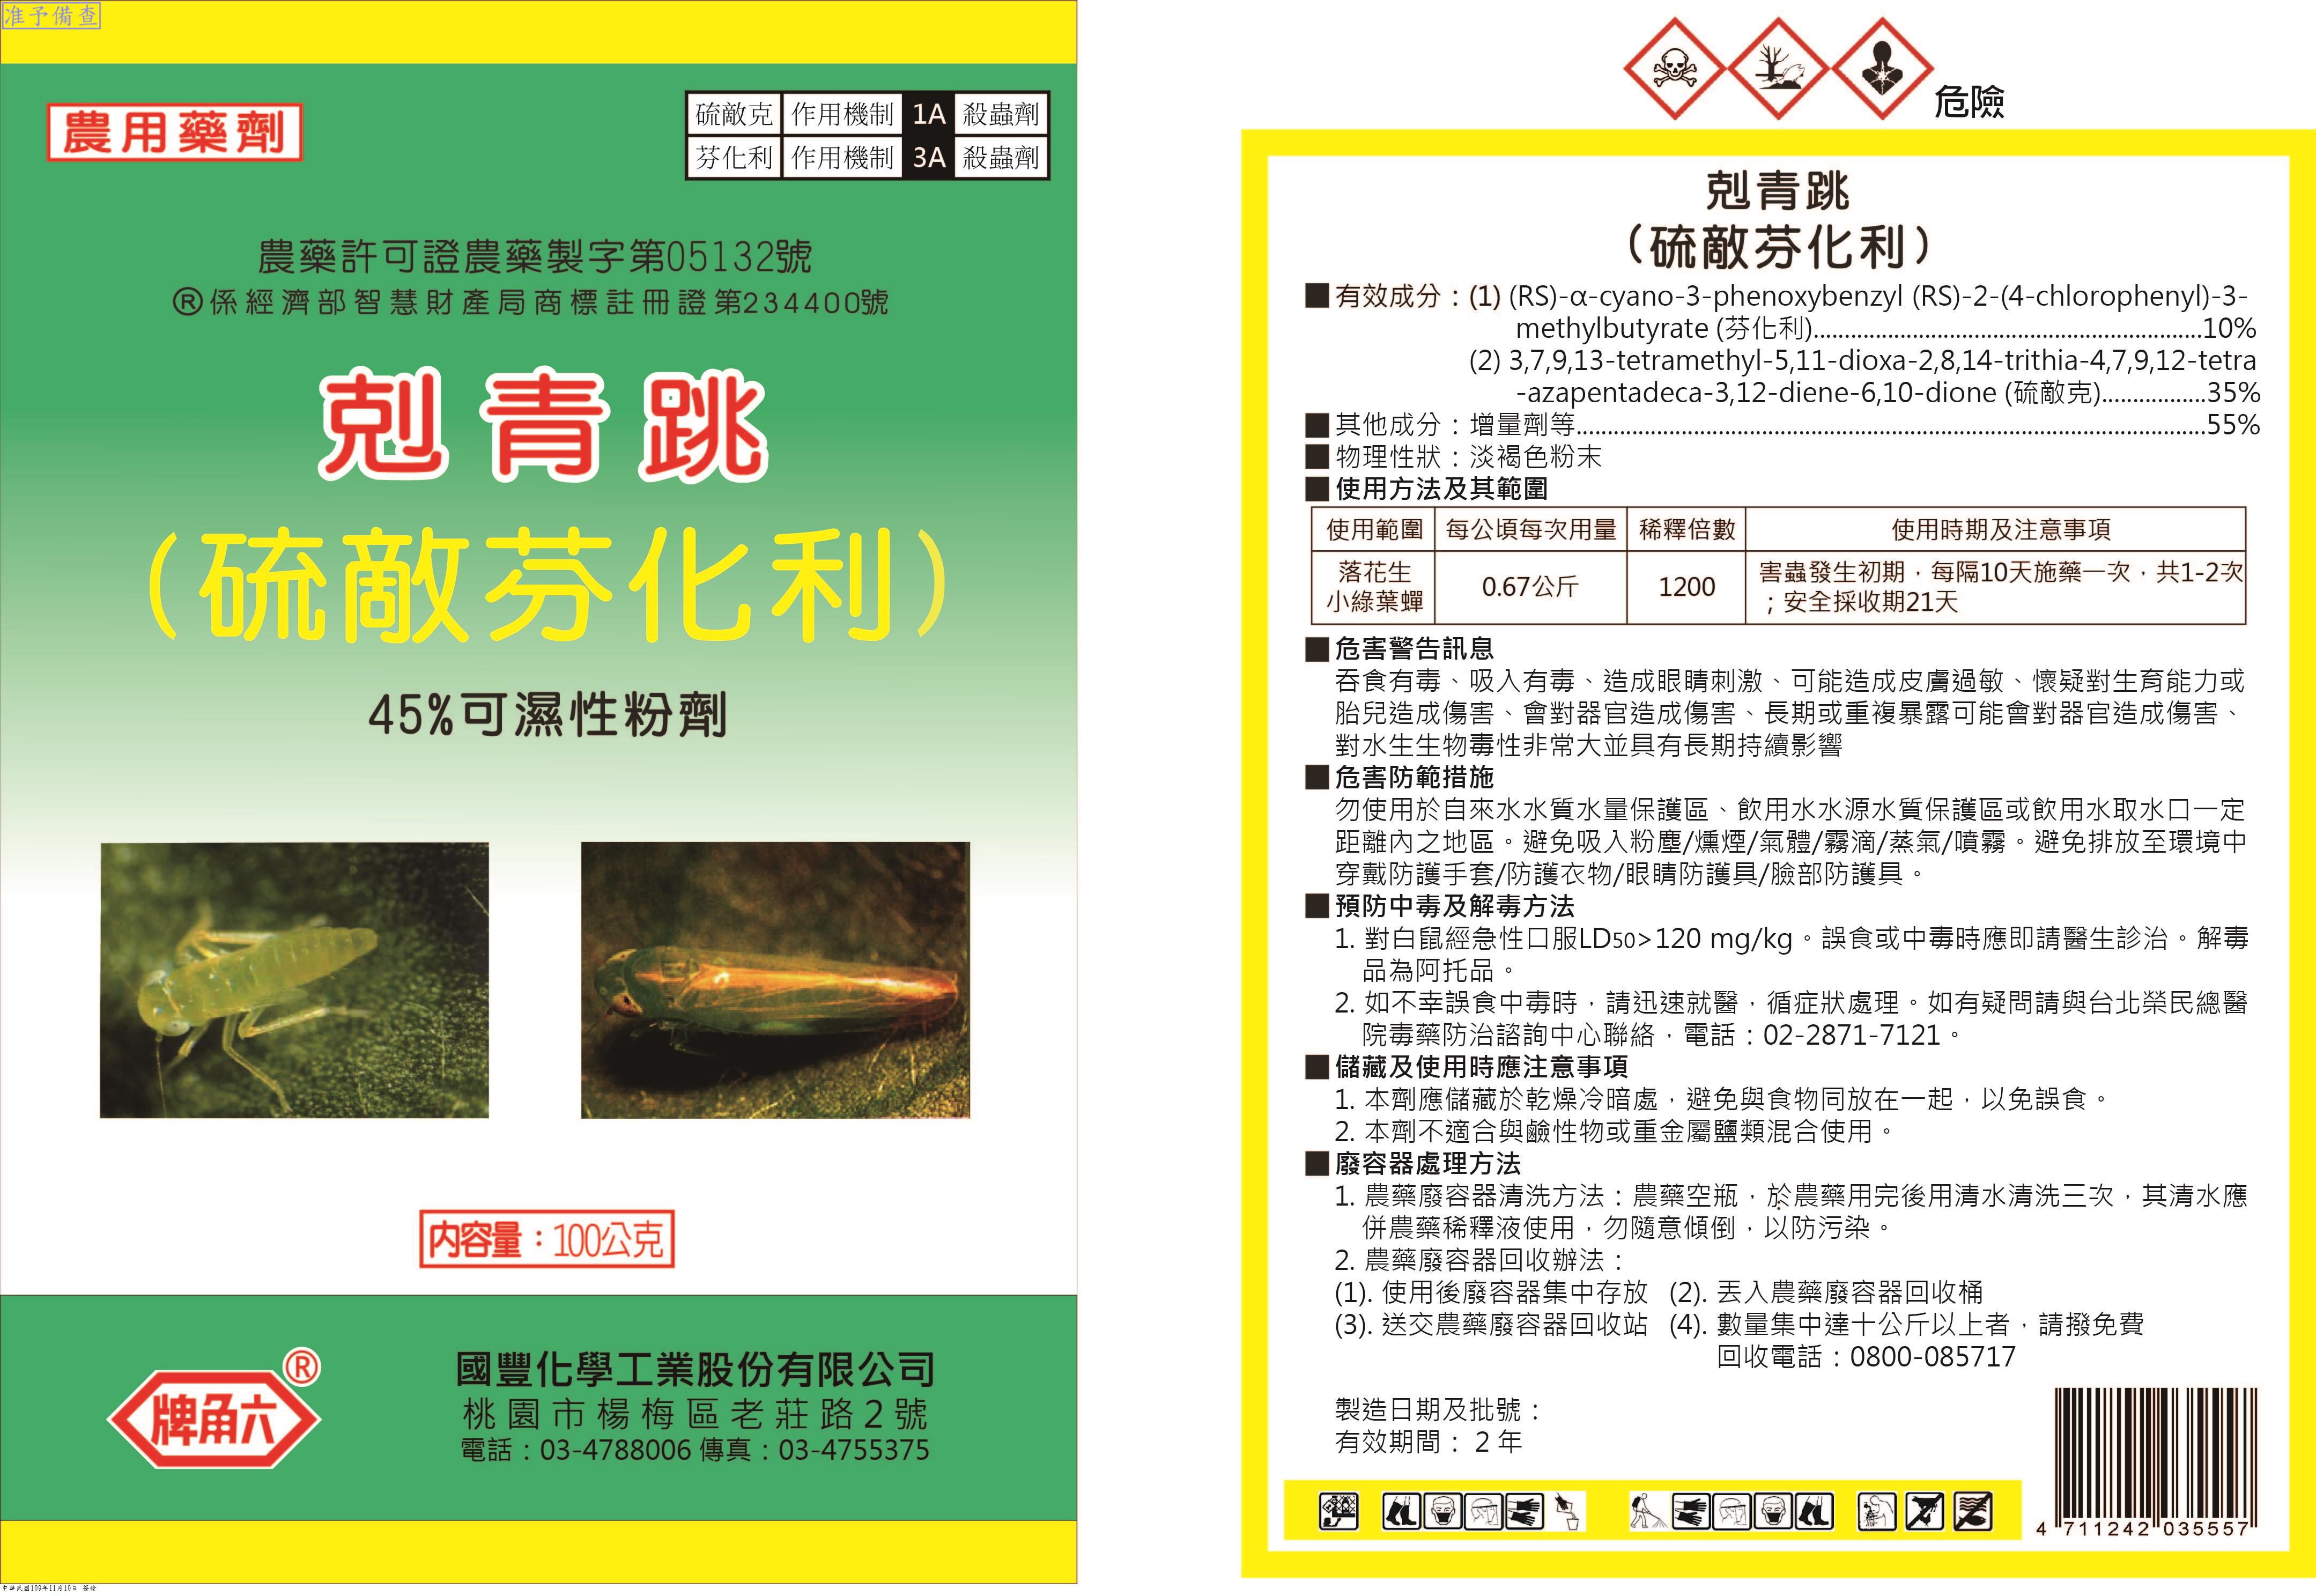 准予備查
農用藥劑
硫敵克 作用機制 1A 殺蟲劑
芬化利 作用機制 3A 殺蟲劑
農藥許可證農藥製字第05132號
®係經濟部智慧財產局商標註冊證第234400號
剋青跳
(硫敵芬化利)
45%可濕性粉劑
內容量：100公克
牌角六®
國豐化學工業股份有限公司
桃園市楊梅區老莊路2號
電話：03-4788006 傳真：03-4755375
中華民國109年11月10日 簽發
危險
剋青跳
(硫敵芬化利)
■有效成分：(1) (RS)-α-cyano-3-phenoxybenzyl (RS)-2-(4-chlorophenyl)-3-
methylbutyrate (芬化利)...............................................................10%
(2) 3,7,9,13-tetramethyl-5,11-dioxa-2,8,14-trithia-4,7,9,12-tetra
-azapentadeca-3,12-diene-6,10-dione (硫敵克).................35%
■其他成分：增量劑等......................................................................................................55%
■物理性狀：淡褐色粉末
■使用方法及其範圍
使用範圍 每公頃每次用量 稀釋倍數 使用時期及注意事項
落花生
小綠葉蟬 0.67公斤 1200 害蟲發生初期，每隔10天施藥一次，共1-2次
；安全採收期21天
■危害警告訊息
吞食有毒、吸入有毒、造成眼睛刺激、可能造成皮膚過敏、懷疑對生育能力或
胎兒造成傷害、會對器官造成傷害、長期或重複暴露可能會對器官造成傷害、
對水生生物毒性非常大並具有長期持續影響
■危害防範措施
勿使用於自來水水質水量保護區、飲用水水源水質保護區或飲用水取水口一定
距離內之地區。避免吸入粉塵/燻煙/氣體/霧滴/蒸氣/噴霧。避免排放至環境中
穿戴防護手套/防護衣物/眼睛防護具/臉部防護具。
■預防中毒及解毒方法
1. 對白鼠經急性口服LD50>120 mg/kg。誤食或中毒時應即請醫生診治。解毒
品為阿托品。
2. 如不幸誤食中毒時，請迅速就醫，循症狀處理。如有疑問請與台北榮民總醫
院毒藥防治諮詢中心聯絡，電話：02-2871-7121。
■儲藏及使用時應注意事項
1. 本劑應儲藏於乾燥冷暗處，避免與食物同放在一起，以免誤食。
2. 本劑不適合與鹼性物或重金屬鹽類混合使用。
■廢容器處理方法
1. 農藥廢容器清洗方法：農藥空瓶，於農藥用完後用清水清洗三次，其清水應
併農藥稀釋液使用，勿隨意傾倒，以防污染。
2. 農藥廢容器回收辦法：
(1). 使用後廢容器集中存放 (2). 丟入農藥廢容器回收桶
(3). 送交農藥廢容器回收站 (4). 數量集中達十公斤以上者，請撥免費
回收電話：0800-085717
製造日期及批號：
有效期間： 2 年
4 711242 035557